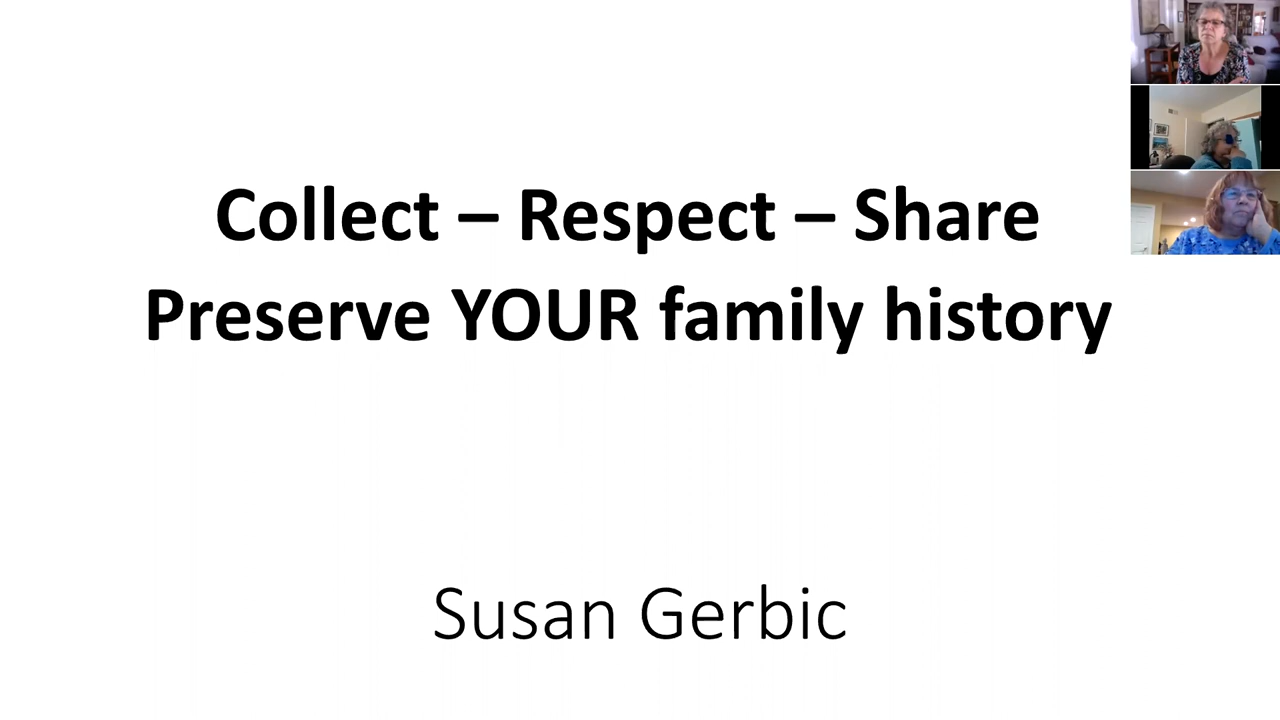 Collect – Respect – Share
Preserve YOUR family history
Susan Gerbic